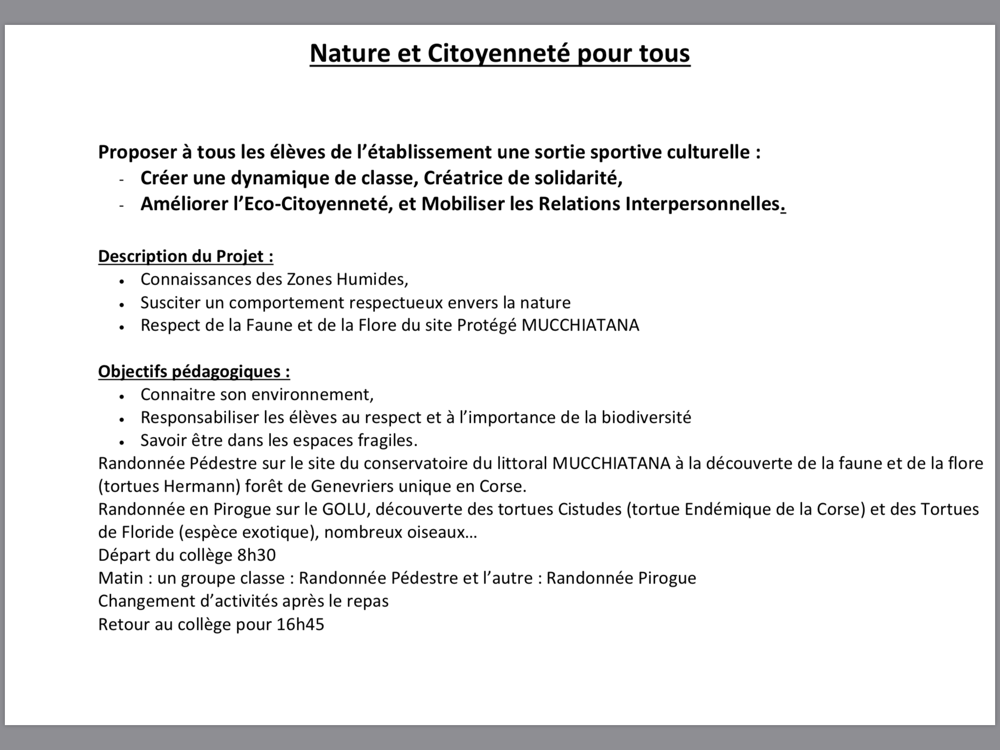 Nature et Citoyenneté pour tous
Proposer à tous les élèves de l’établissement une sortie sportive culturelle :
- Créer une dynamique de classe, Créatrice de solidarité,
- Améliorer l’Eco-Citoyenneté, et Mobiliser les Relations Interpersonnelles.
Description du Projet :
• Connaissances des Zones Humides,
• Susciter un comportement respectueux envers la nature
• Respect de la Faune et de la Flore du site Protégé MUCCHIATANA
Objectifs pédagogiques :
• Connaitre son environnement,
• Responsabiliser les élèves au respect et à l’importance de la biodiversité
• Savoir être dans les espaces fragiles.
Randonnée Pédestre sur le site du conservatoire du littoral MUCCHIATANA à la découverte de la faune et de la flore
(tortues Hermann) forêt de Genevriers unique en Corse.
Randonnée en Pirogue sur le GOLU, découverte des tortues Cistudes (tortue Endémique de la Corse) et des Tortues
de Floride (espèce exotique), nombreux oiseaux…
Départ du collège 8h30
Matin : un groupe classe : Randonnée Pédestre et l’autre : Randonnée Pirogue
Changement d’activités après le repas
Retour au collège pour 16h45